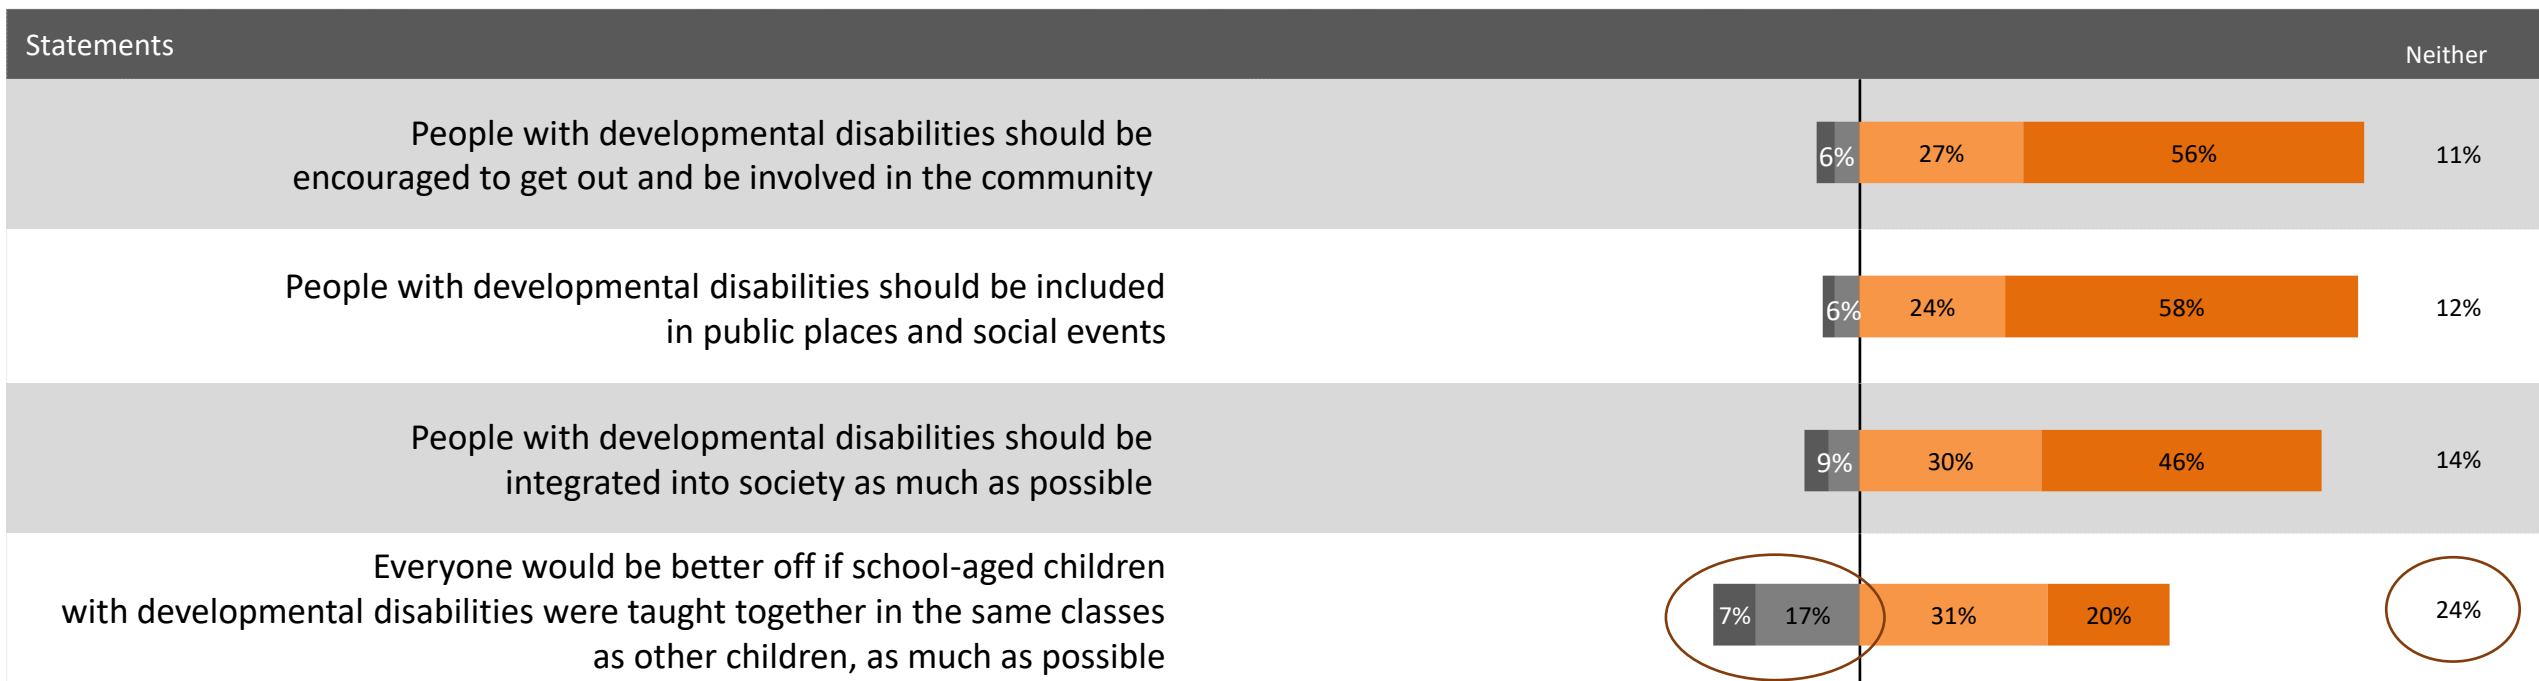 Statements
Neither
People with developmental disabilities should be
encouraged to get out and be involved in the community
6% 27% 56% 11%
People with developmental disabilities should be included
in public places and social events
6% 24% 58% 12%
People with developmental disabilities should be
integrated into society as much as possible
9% 30% 46% 14%
Everyone would be better off if school-aged children
with developmental disabilities were taught together in the same classes
as other children, as much as possible
7% 17% 31% 20% 24%